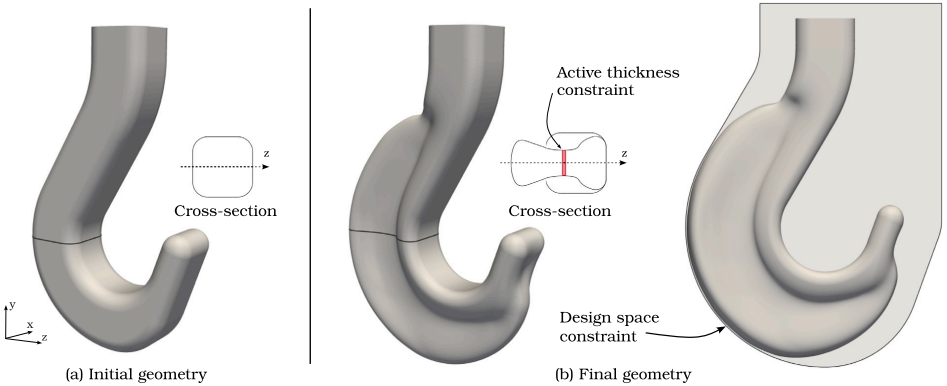 z
Cross-section
y
x
z
(a) Initial geometry
Active thickness
constraint
z
Cross-section
Design space
constraint
(b) Final geometry